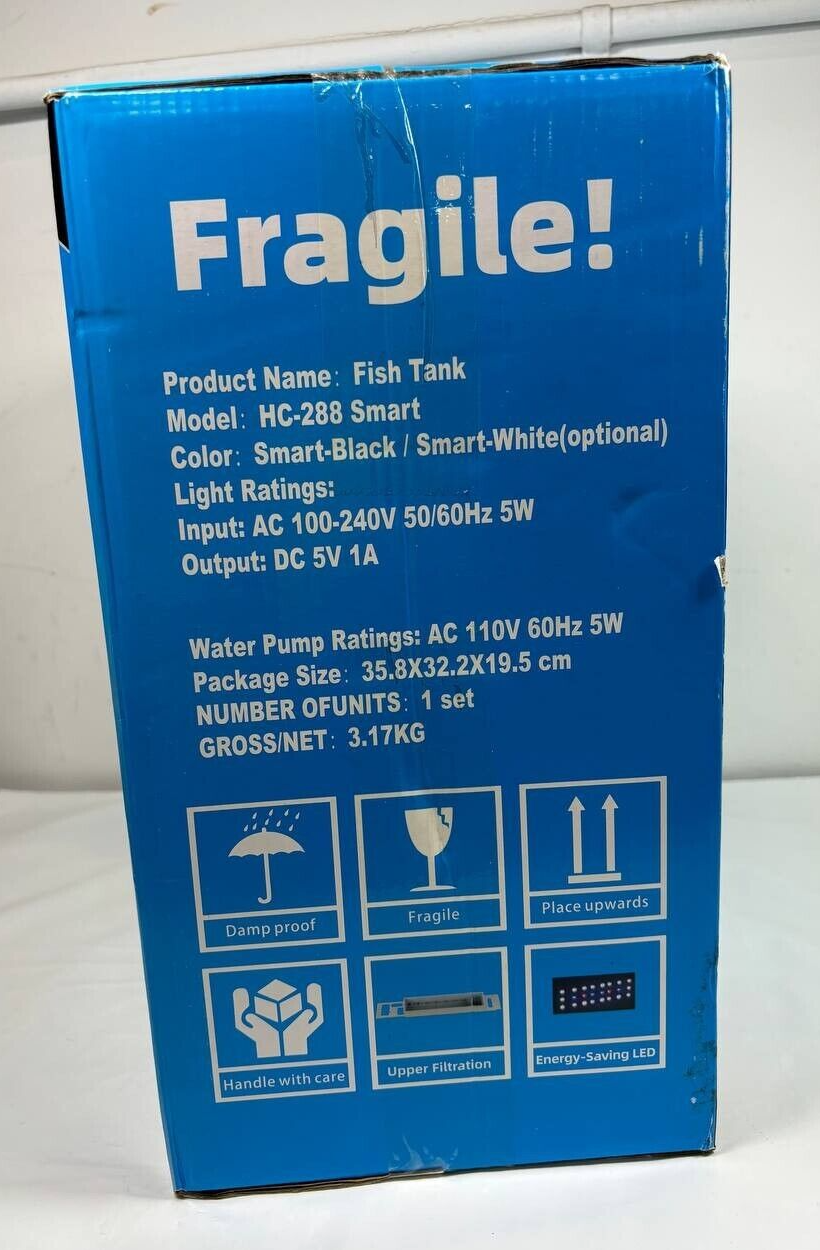 Fragile!
Product Name: Fish Tank
Model: HC-288 Smart
Color: Smart-Black / Smart-White(optional)
Light Ratings:
Input: AC 100-240V 50/60Hz 5W
Output: DC 5V 1A
Water Pump Ratings: AC 110V 60Hz 5W
Package Size: 35.8X32.2X19.5 cm
NUMBER OFUNITS: 1 set
GROSS/NET: 3.17KG
Damp proof
Fragile
Place upwards
Handle with care
Upper Filtration
Energy-Saving LED